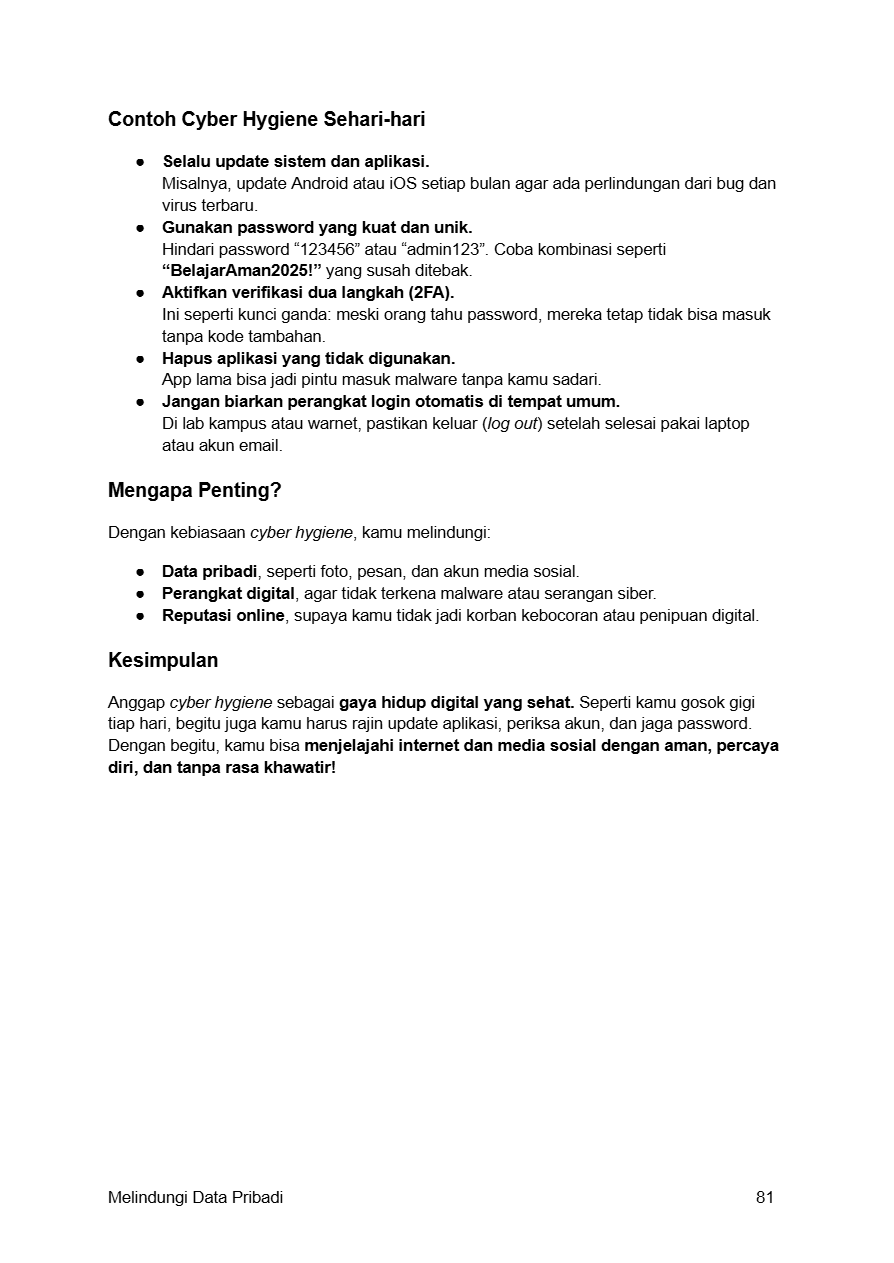 Contoh Cyber Hygiene Sehari-hari
● Selalu update sistem dan aplikasi.
Misalnya, update Android atau iOS setiap bulan agar ada perlindungan dari bug dan
virus terbaru.
● Gunakan password yang kuat dan unik.
Hindari password “123456” atau “admin123”. Coba kombinasi seperti
“BelajarAman2025!” yang susah ditebak.
● Aktifkan verifikasi dua langkah (2FA).
Ini seperti kunci ganda: meski orang tahu password, mereka tetap tidak bisa masuk
tanpa kode tambahan.
● Hapus aplikasi yang tidak digunakan.
App lama bisa jadi pintu masuk malware tanpa kamu sadari.
● Jangan biarkan perangkat login otomatis di tempat umum.
Di lab kampus atau warnet, pastikan keluar (log out) setelah selesai pakai laptop
atau akun email.
Mengapa Penting?
Dengan kebiasaan cyber hygiene, kamu melindungi:
● Data pribadi, seperti foto, pesan, dan akun media sosial.
● Perangkat digital, agar tidak terkena malware atau serangan siber.
● Reputasi online, supaya kamu tidak jadi korban kebocoran atau penipuan digital.
Kesimpulan
Anggap cyber hygiene sebagai gaya hidup digital yang sehat. Seperti kamu gosok gigi
tiap hari, begitu juga kamu harus rajin update aplikasi, periksa akun, dan jaga password.
Dengan begitu, kamu bisa menjelajahi internet dan media sosial dengan aman, percaya
diri, dan tanpa rasa khawatir!
Melindungi Data Pribadi 81